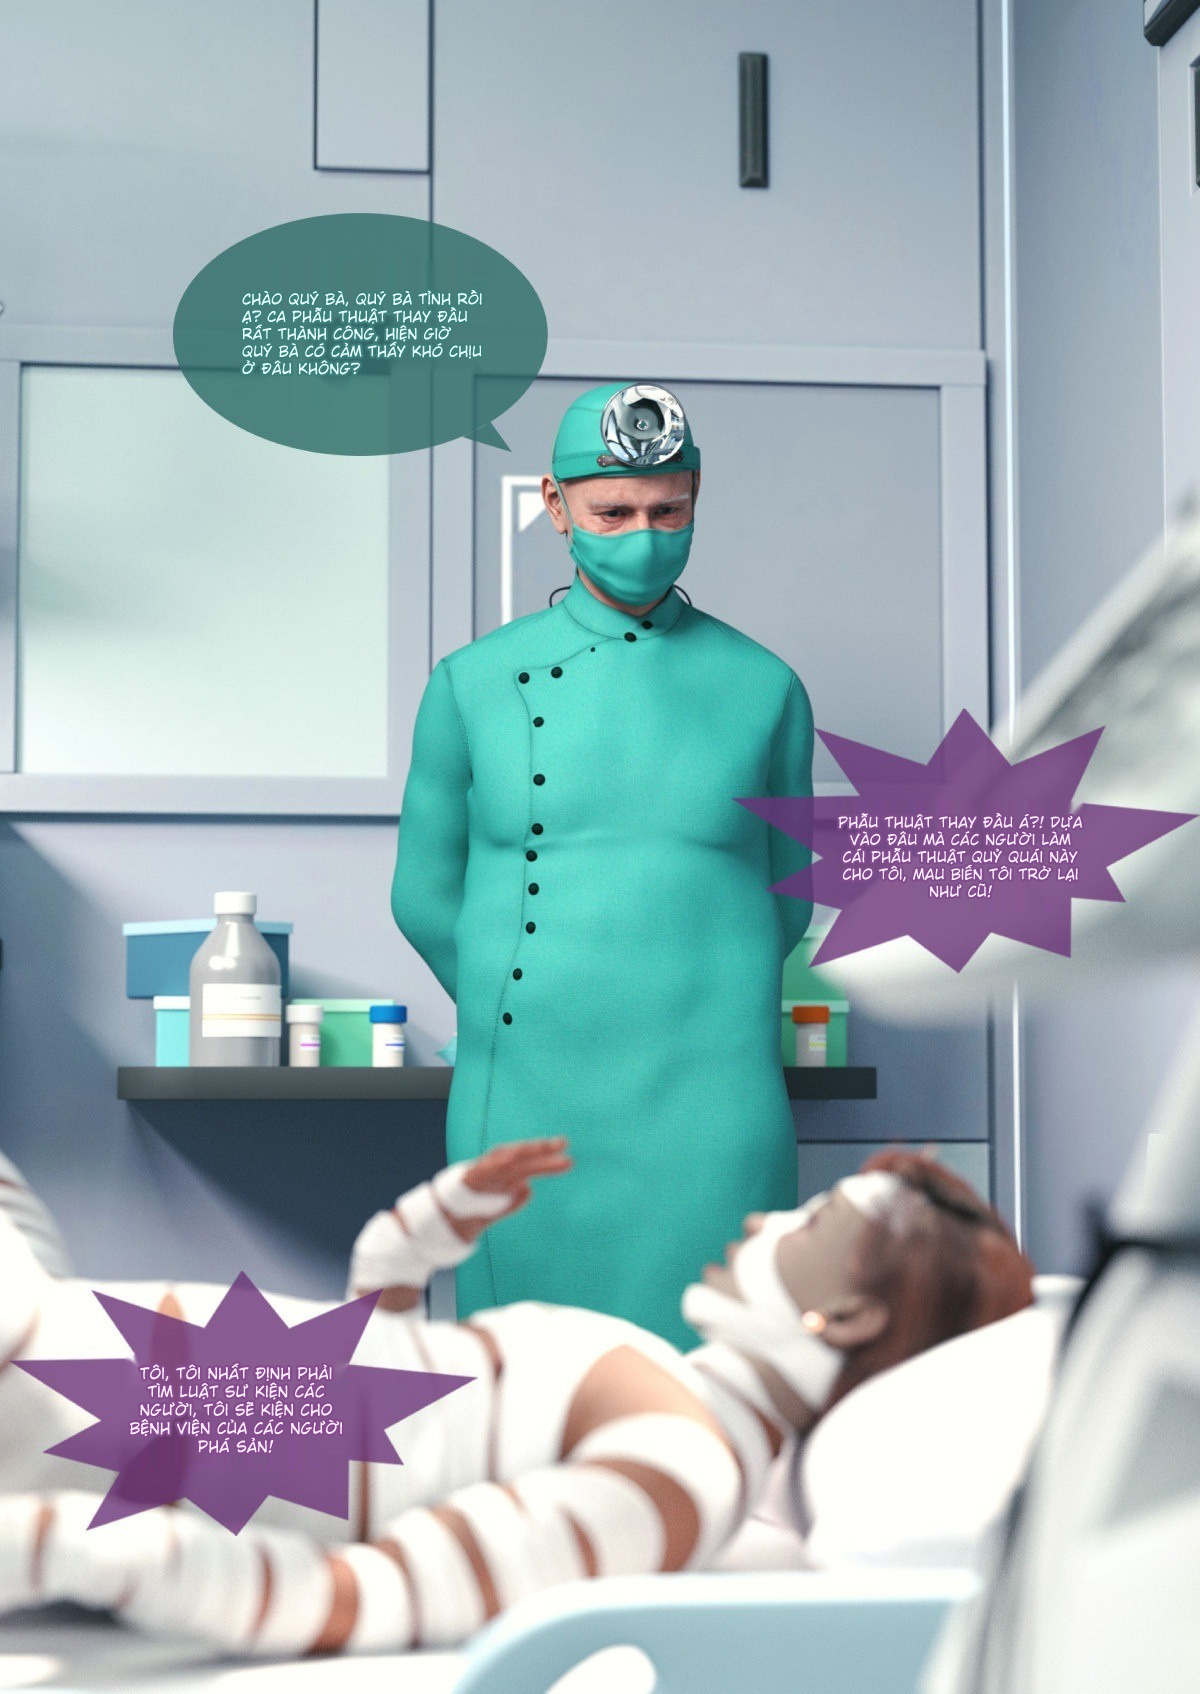 CHÀO QUÝ BÀ, QUÝ BÀ TỈNH RỒI
Ạ? CA PHẪU THUẬT THAY ĐẦU
RẤT THÀNH CÔNG, HIỆN GIỜ
QUÝ BÀ CÓ CẢM THẤY KHÓ CHỊU
Ở ĐÂU KHÔNG?
PHẪU THUẬT THAY ĐẦU Á?! DỰA
VÀO ĐÂU MÀ CÁC NGƯỜI LÀM
CÁI PHẪU THUẬT QUỶ QUÁI NÀY
CHO TÔI, MAU BIẾN TÔI TRỞ LẠI
NHƯ CŨ!
TÔI, TÔI NHẤT ĐỊNH PHẢI
TÌM LUẬT SƯ KIỆN CÁC
NGƯỜI, TÔI SẼ KIỆN CHO
BỆNH VIỆN CỦA CÁC NGƯỜI
PHÁ SẢN!